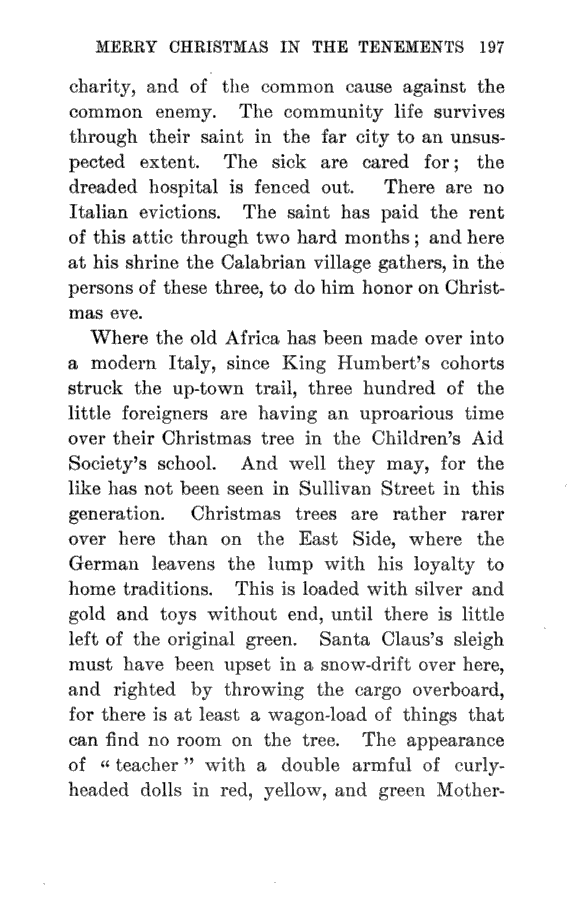 MERRY CHRISTMAS IN THE TENEMENTS 197
charity, and of the common cause against the
common enemy. The community life survives
through their saint in the far city to an unsus-
pected extent. The sick are cared for; the
dreaded hospital is fenced out. There are no
Italian evictions. The saint has paid the rent
of this attic through two hard months; and here
at his shrine the Calabrian village gathers, in the
persons of these three, to do him honor on Christ-
mas eve.
Where the old Africa has been made over into
a modern Italy, since King Humbert's cohorts
struck the up-town trail, three hundred of the
little foreigners are having an uproarious time
over their Christmas tree in the Children's Aid
Society's school. And well they may, for the
like has not been seen in Sullivan Street in this
generation. Christmas trees are rather rarer
over here than on the East Side, where the
German leavens the lump with his loyalty to
home traditions. This is loaded with silver and
gold and toys without end, until there is little
left of the original green. Santa Claus's sleigh
must have been upset in a snow-drift over here,
and righted by throwing the cargo overboard,
for there is at least a wagon-load of things that
can find no room on the tree. The appearance
of "teacher" with a double armful of curly-
headed dolls in red, yellow, and green Mother-